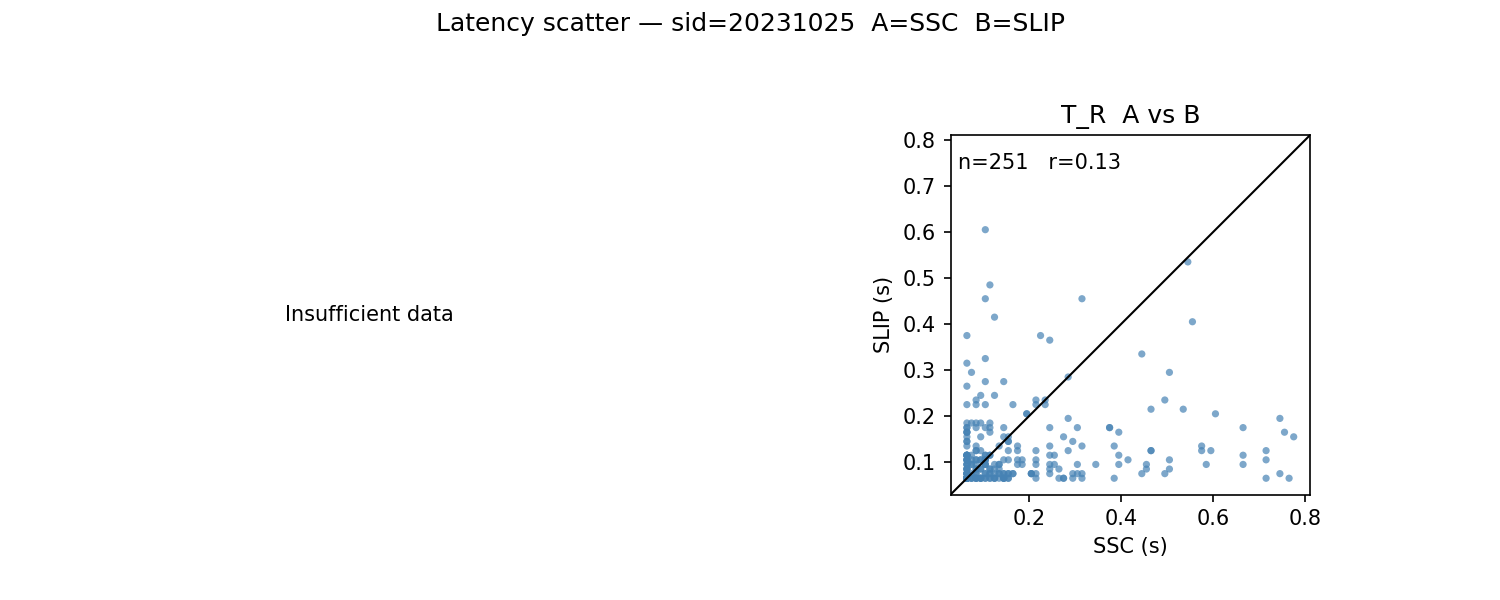 Latency scatter — sid=20231025  A=SSC  B=SLIP
Insufficient data
T_R  A vs B
n=251   r=0.13
0.8
0.7
0.6
0.5
0.4
0.3
0.2
0.1
SLIP (s)
0.2
0.4
0.6
0.8
SSC (s)